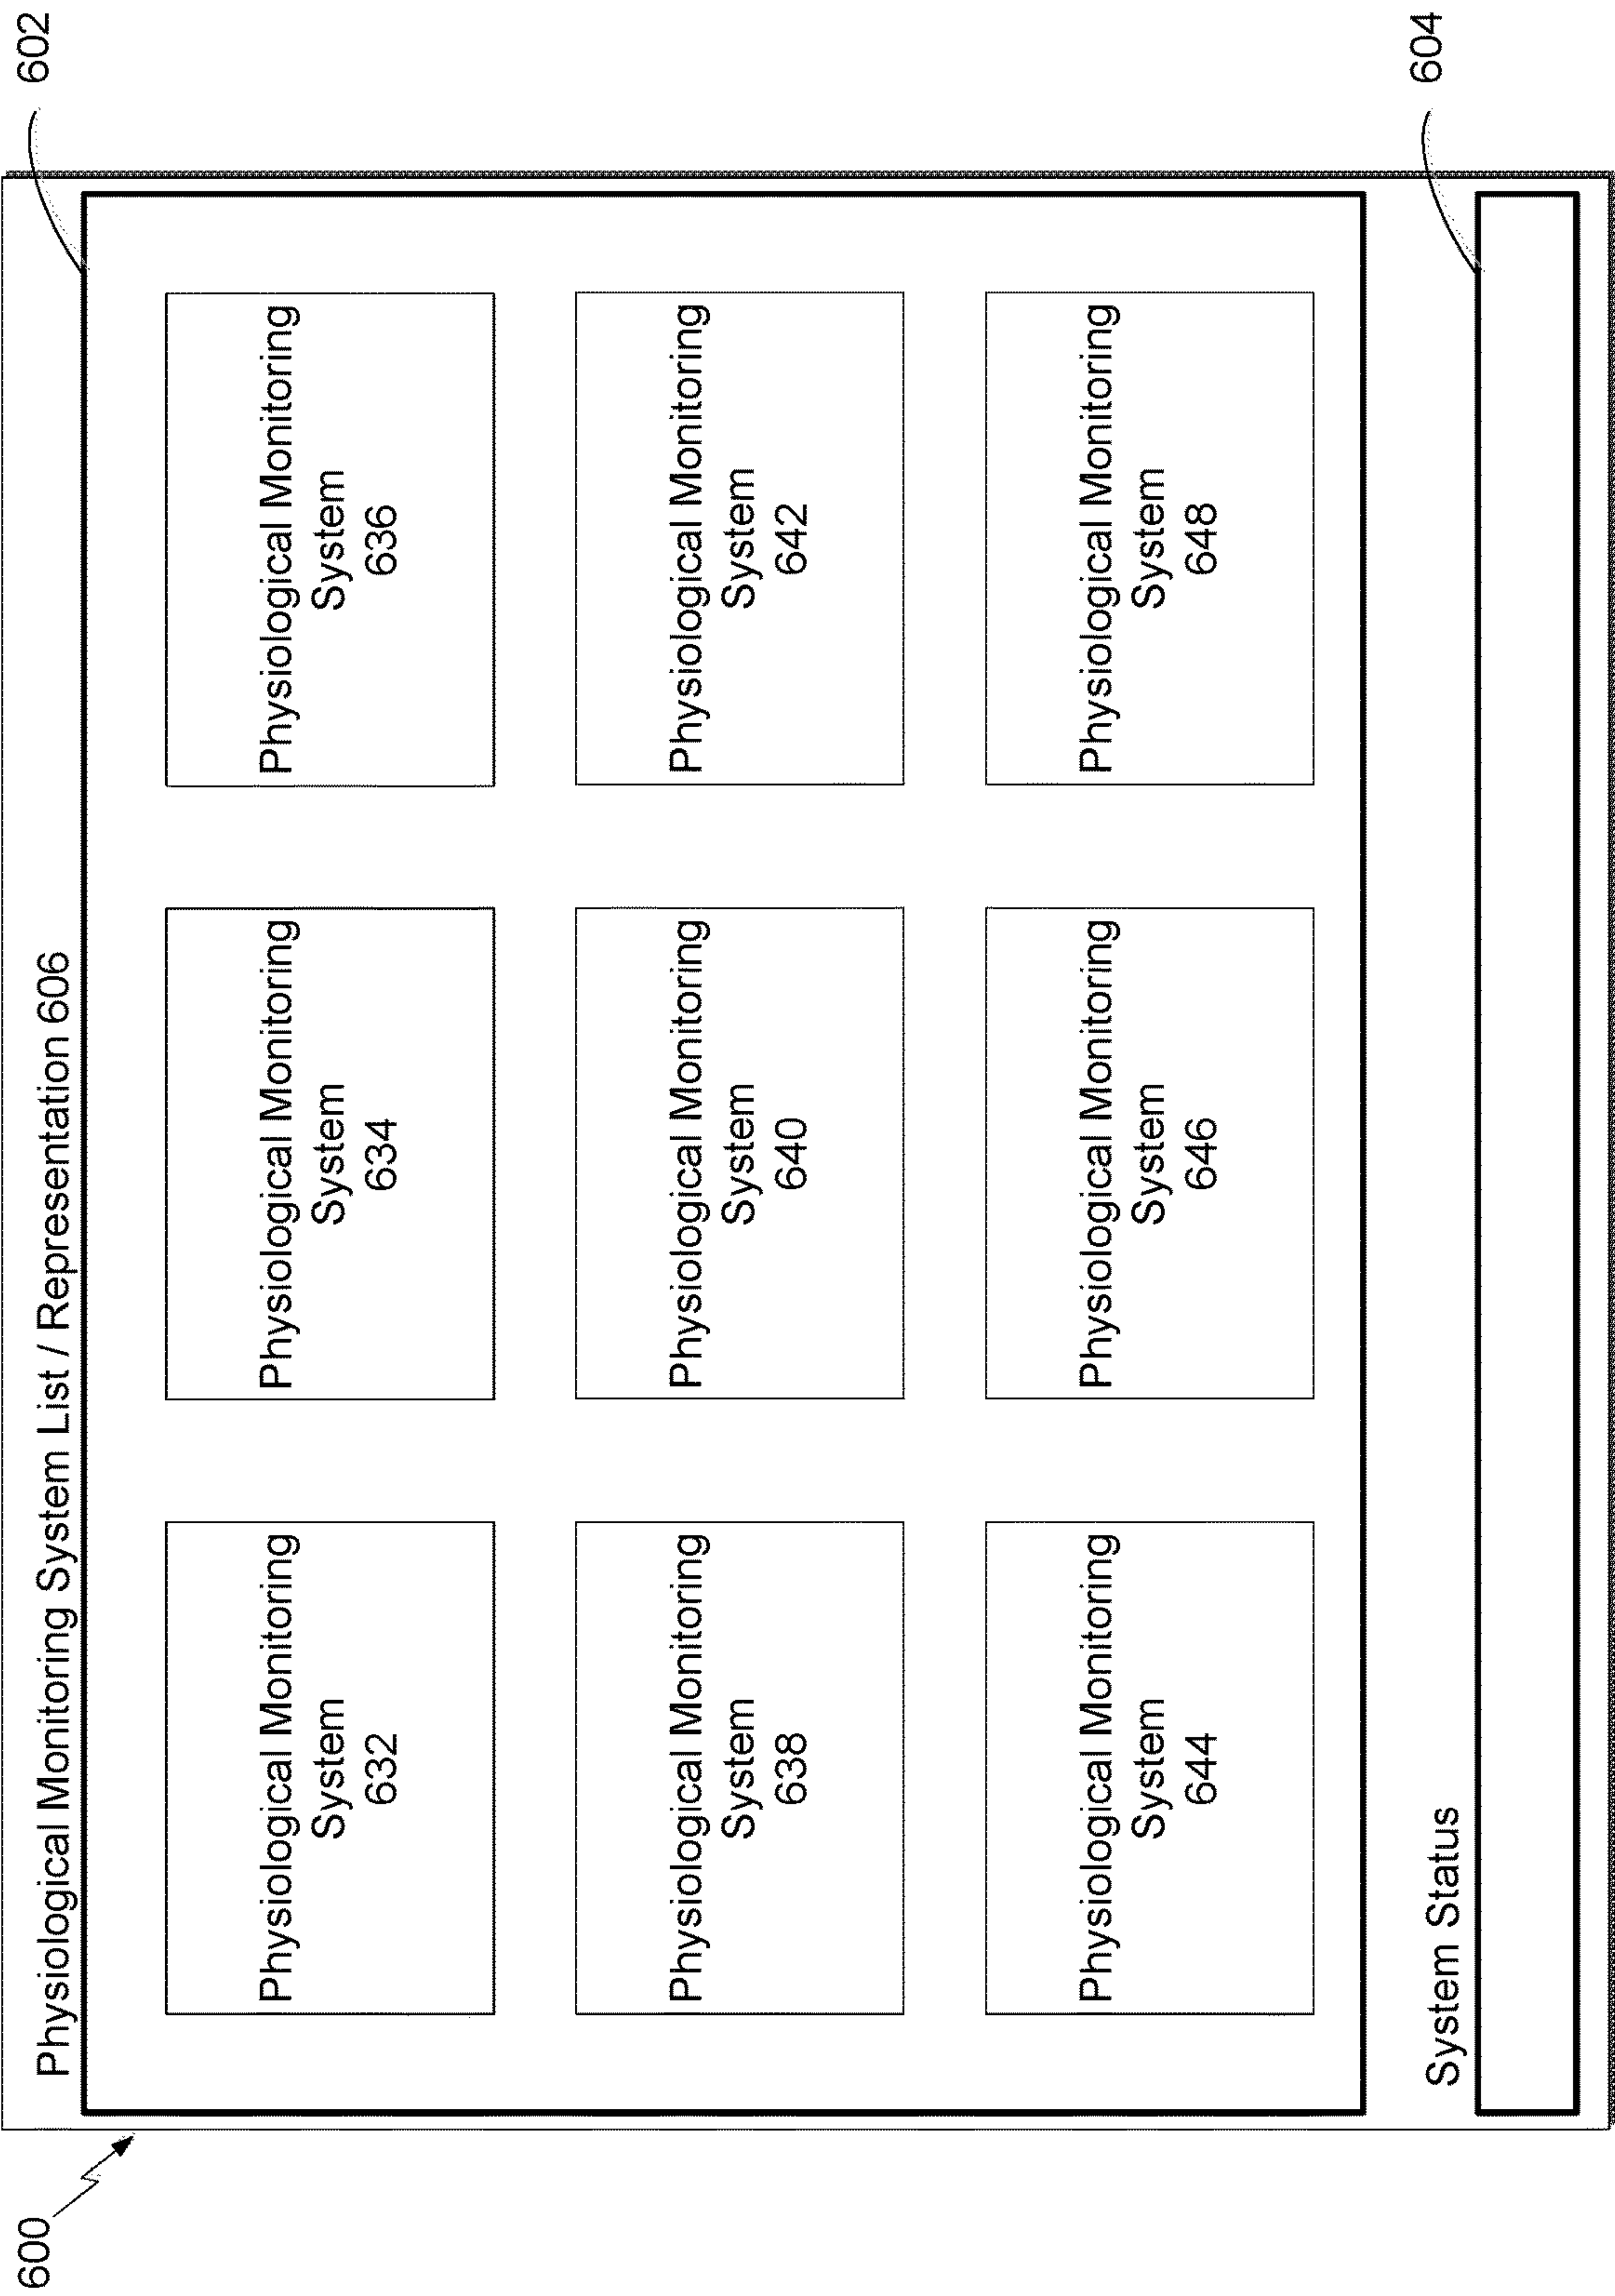 600
602
Physiological Monitoring System List / Representation 606
Physiological Monitoring
System
632
Physiological Monitoring
System
634
Physiological Monitoring
System
636
Physiological Monitoring
System
638
Physiological Monitoring
System
640
Physiological Monitoring
System
642
Physiological Monitoring
System
644
Physiological Monitoring
System
646
Physiological Monitoring
System
648
System Status
604